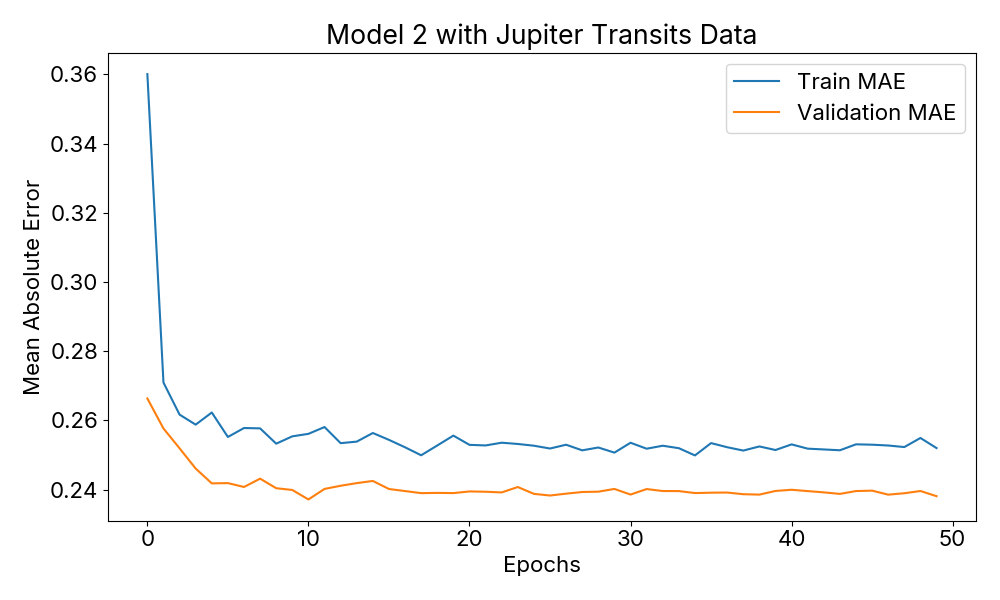 Model 2 with Jupiter Transits Data
Train MAE
Validation MAE
Mean Absolute Error
0.36
0.34
0.32
0.30
0.28
0.26
0.24
0 10 20 30 40 50
Epochs